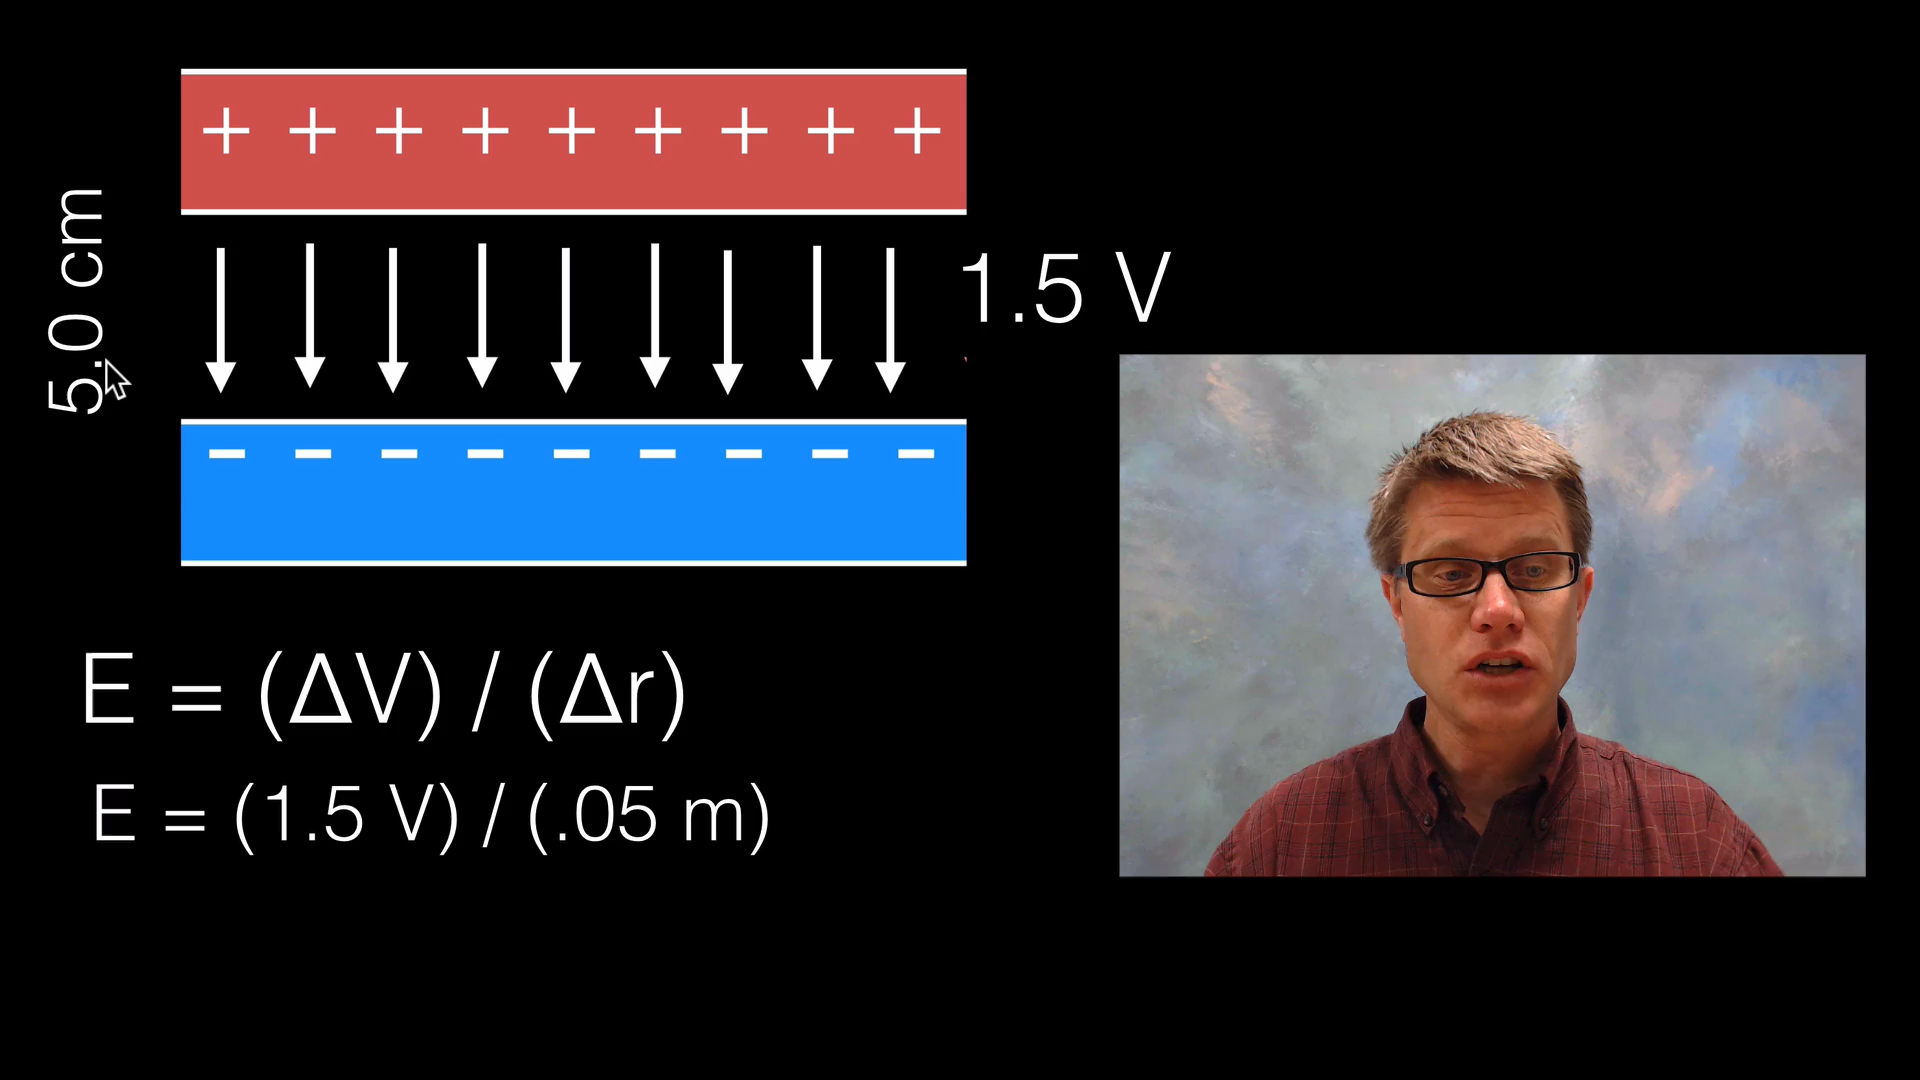 + + + + + + + + +
5.0 cm
1.5 V
- - - - - - - - -
E = (ΔV) / (Δr)
E = (1.5 V) / (.05 m)